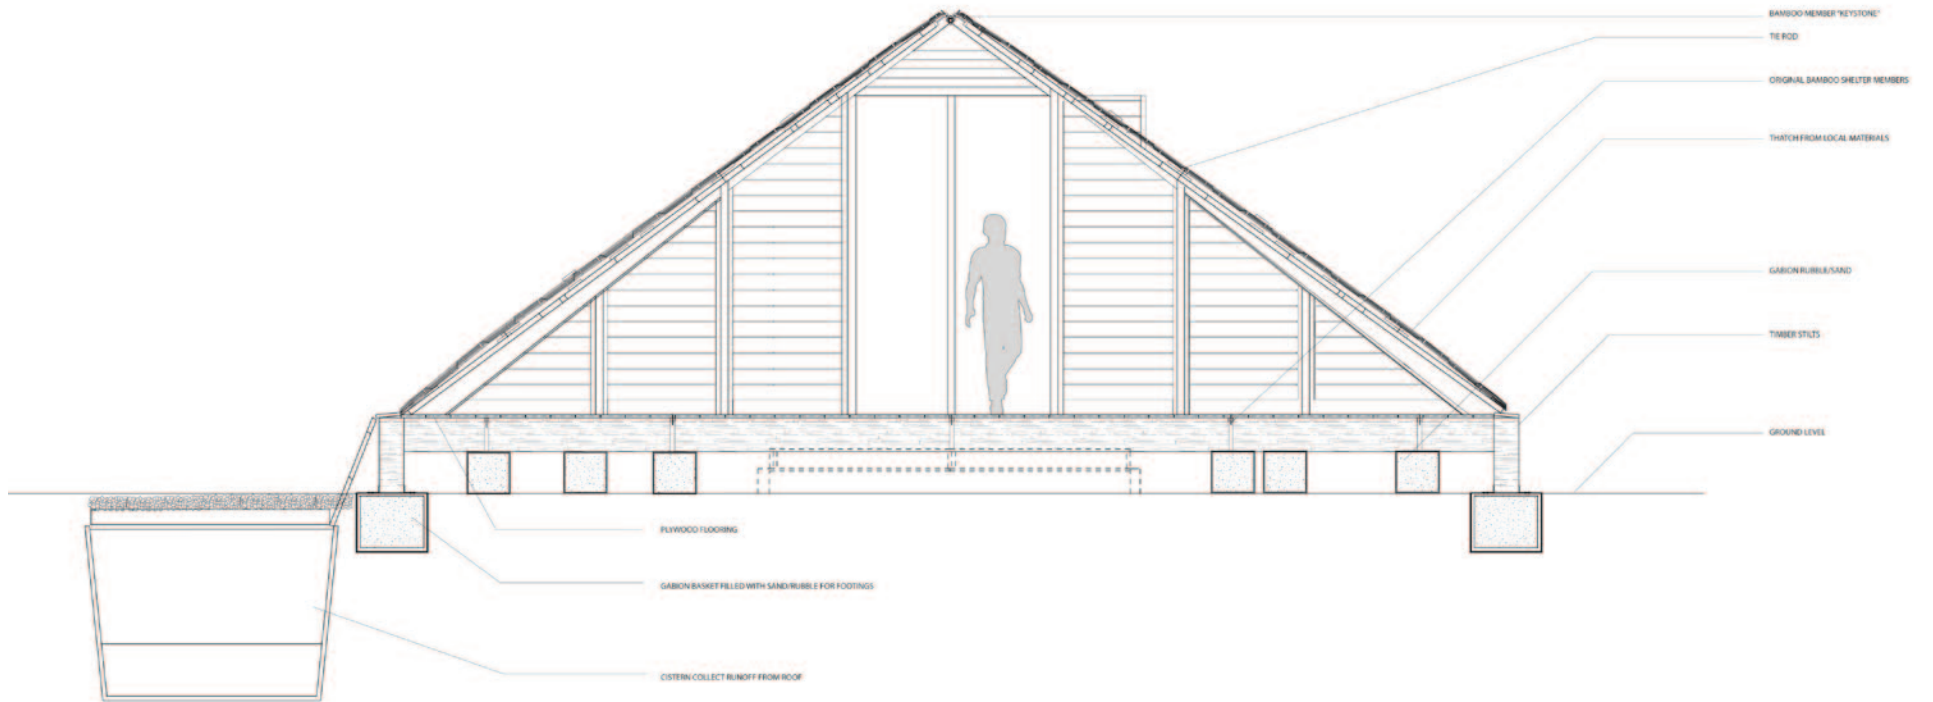 BAMBOO MEMBER "KEYSTONE"
TIE ROD
ORIGINAL BAMBOO SHELTER MEMBERS
THATCH FROM LOCAL MATERIALS
GABION RUBBLE/SAND
TIMBER STILTS
GROUND LEVEL
PLYWOOD FLOORING
GABION BASKET FILLED WITH SAND/RUBBLE FOR FOOTINGS
CISTERN COLLECT RUNOFF FROM ROOF